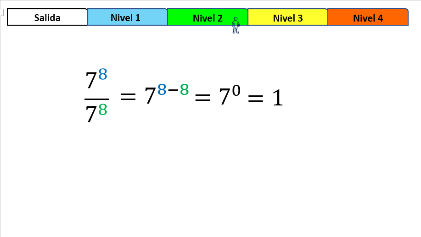 Salida Nivel 1 Nivel 2 Nivel 3 Nivel 4
7⁸/7⁸ = 7⁸⁻⁸ = 7⁰ = 1